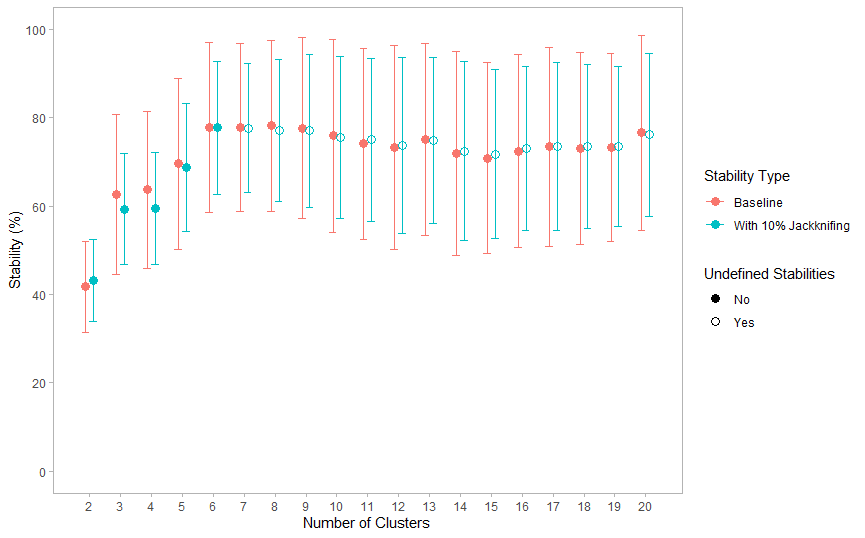 100
80
60
40
20
0
Stability (%)
2 3 4 5 6 7 8 9 10 11 12 13 14 15 16 17 18 19 20
Number of Clusters
Stability Type
Baseline
With 10% Jackknifing
Undefined Stabilities
No
Yes